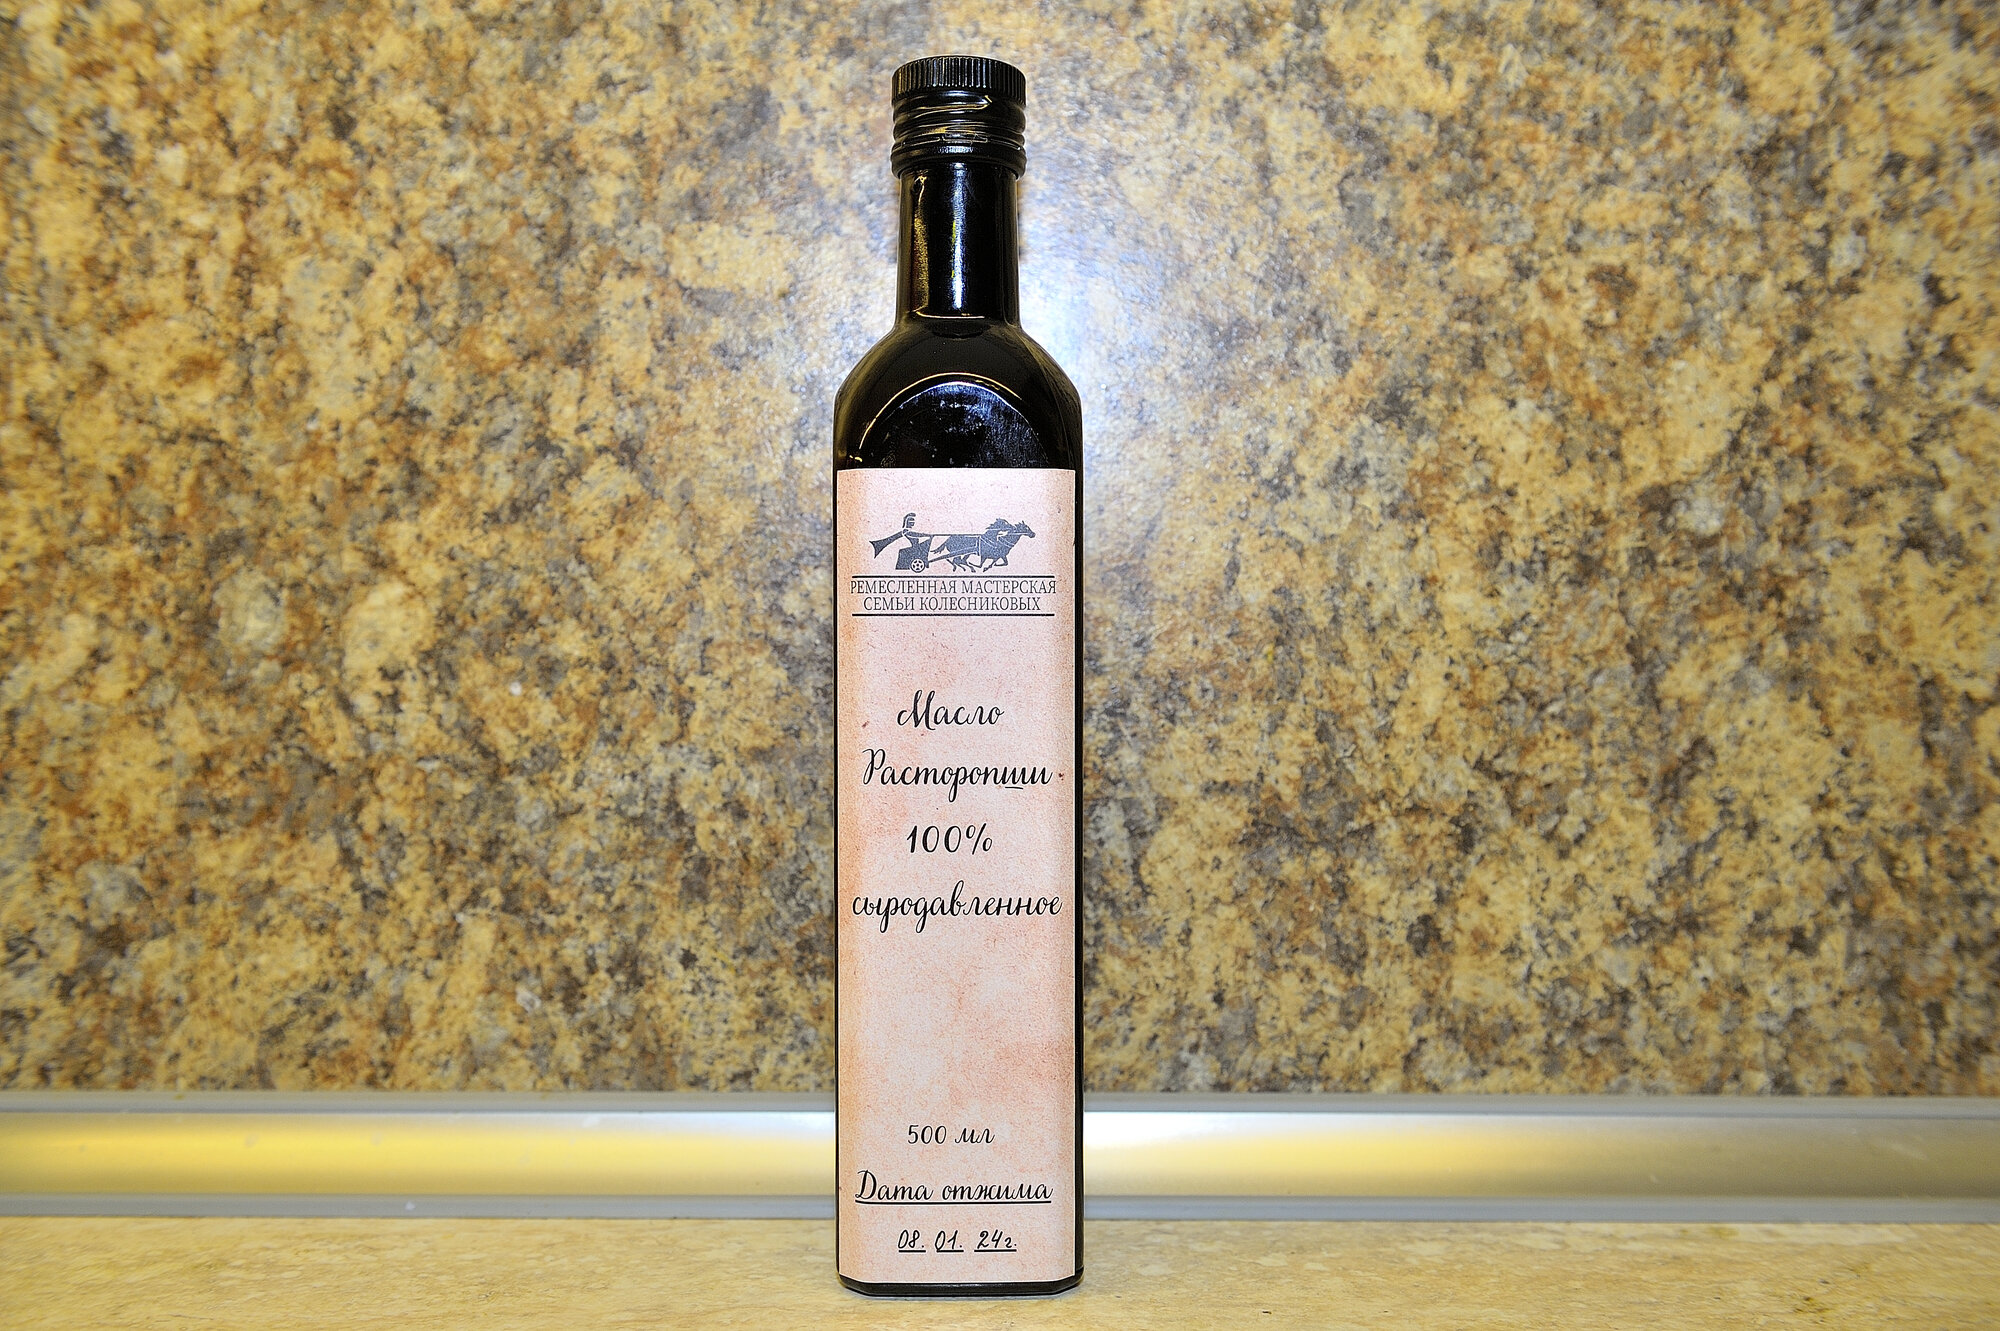 РЕМЕСЛЕННАЯ МАСТЕРСКАЯ
СЕМЬИ КОЛЕСНИКОВЫХ
Масло
Расторопши
100%
сыродавленное
500 мл
Дата отжима
08. 01. 24г.